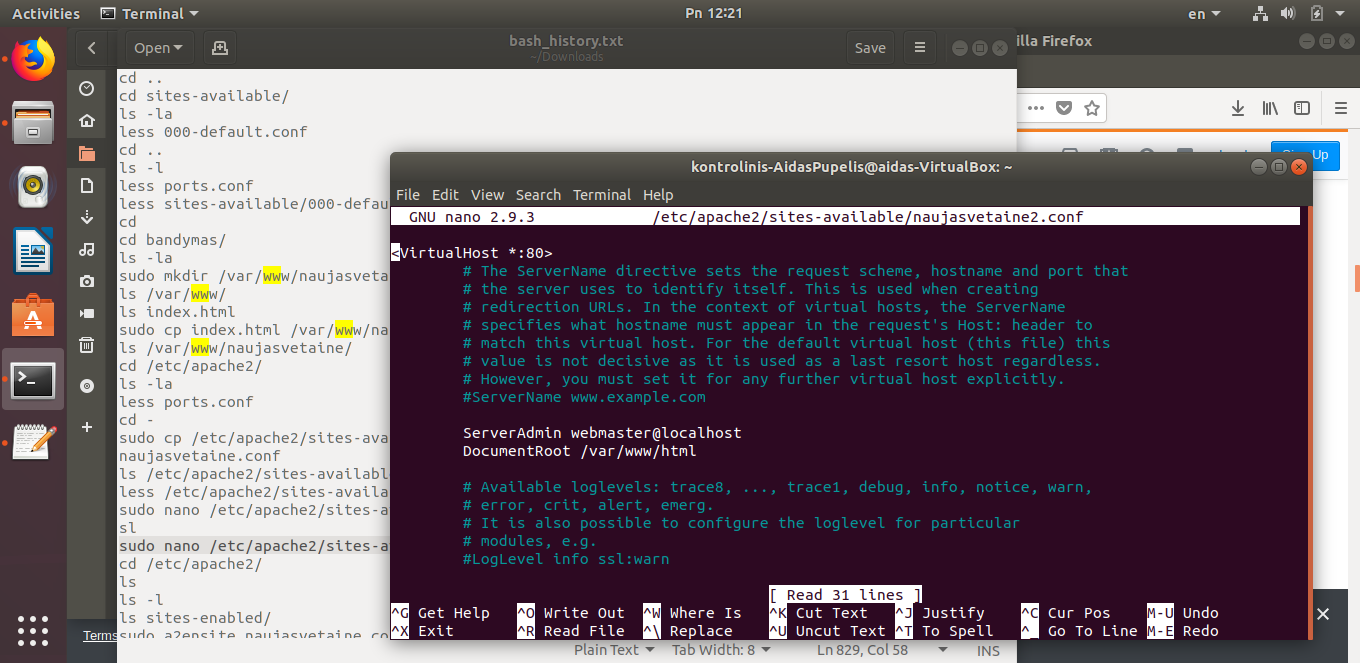 Activities Terminal Pn 12:21 en
Open bash_history.txt Save
~/Downloads
illa Firefox
cd ..
cd sites-available/
ls -la
less 000-default.conf
cd ..
ls -l
less ports.conf
less sites-available/000-defau
cd
cd bandymas/
ls -la
sudo mkdir /var/www/naujasveta
ls /var/www/
ls index.html
sudo cp index.html /var/www/na
ls /var/www/naujasvetaine/
cd /etc/apache2/
ls -la
less ports.conf
cd -
sudo cp /etc/apache2/sites-ava
naujasvetaine.conf
ls /etc/apache2/sites-availabl
less /etc/apache2/sites-availa
sudo nano /etc/apache2/sites-a
sl
sudo nano /etc/apache2/sites-a
cd /etc/apache2/
ls
ls -l
ls sites-enabled/
sudo a2ensite naujasvetaine.co
Terms
Plain Text Tab Width: 8 Ln 829, Col 58 INS
Up
kontrolinis-AidasPupelis@aidas-VirtualBox: ~
File Edit View Search Terminal Help
GNU nano 2.9.3 /etc/apache2/sites-available/naujasvetaine2.conf
<VirtualHost *:80>
# The ServerName directive sets the request scheme, hostname and port that
# the server uses to identify itself. This is used when creating
# redirection URLs. In the context of virtual hosts, the ServerName
# specifies what hostname must appear in the request's Host: header to
# match this virtual host. For the default virtual host (this file) this
# value is not decisive as it is used as a last resort host regardless.
# However, you must set it for any further virtual host explicitly.
#ServerName www.example.com
ServerAdmin webmaster@localhost
DocumentRoot /var/www/html
# Available loglevels: trace8, ..., trace1, debug, info, notice, warn,
# error, crit, alert, emerg.
# It is also possible to configure the loglevel for particular
# modules, e.g.
#LogLevel info ssl:warn
[ Read 31 lines ]
^G Get Help ^O Write Out ^W Where Is ^K Cut Text ^J Justify ^C Cur Pos M-U Undo
^X Exit ^R Read File ^\ Replace ^U Uncut Text ^T To Spell ^_ Go To Line M-E Redo